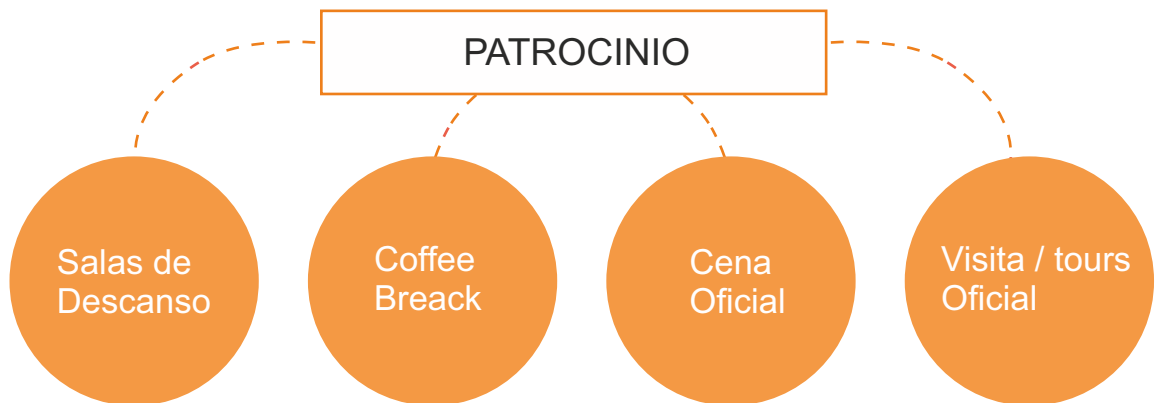 PATROCINIO
Salas de
Descanso
Coffee
Breack
Cena
Oficial
Visita / tours
Oficial